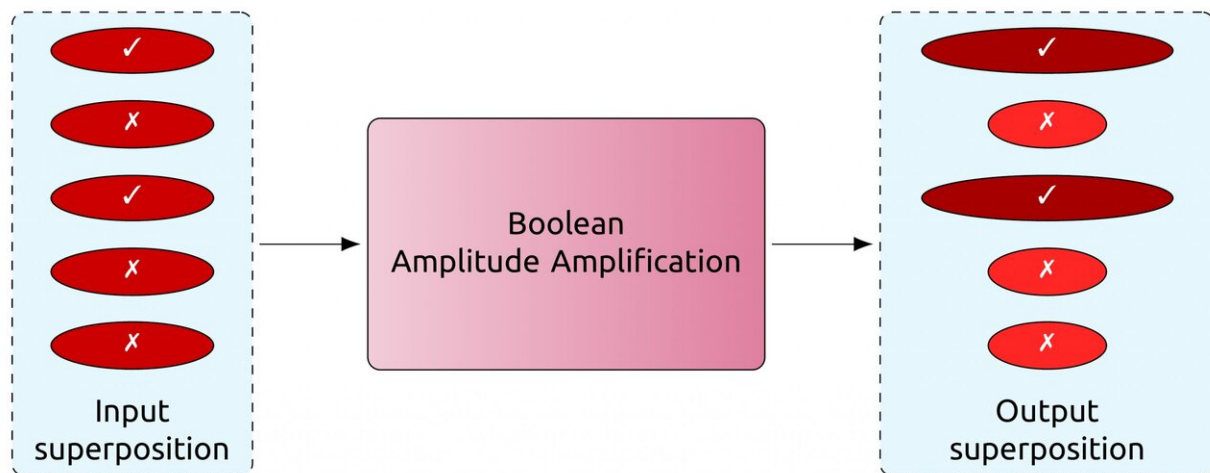 ✓
✗
✓
✗
✗
Input
superposition
Boolean
Amplitude Amplification
✓
✗
✓
✗
✗
Output
superposition